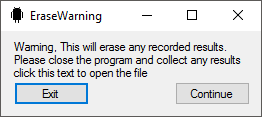 EraseWarning
Warning, This will erase any recorded results.
Please close the program and collect any results
click this text to open the file
Exit
Continue